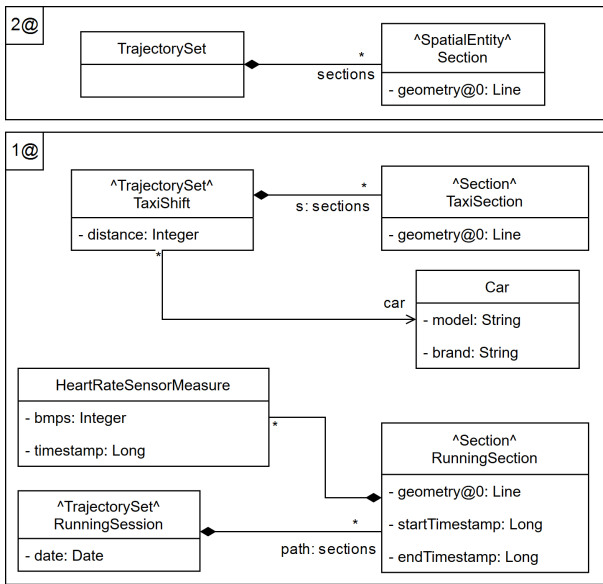 2@
TrajectorySet
*
sections
^SpatialEntity^
Section
- geometry@0: Line
1@
^TrajectorySet^
TaxiShift
- distance: Integer
*
s: sections
^Section^
TaxiSection
- geometry@0: Line
*
car
Car
- model: String
- brand: String
HeartRateSensorMeasure
- bmps: Integer
- timestamp: Long
*
^Section^
RunningSection
- geometry@0: Line
- startTimestamp: Long
- endTimestamp: Long
^TrajectorySet^
RunningSession
- date: Date
*
path: sections